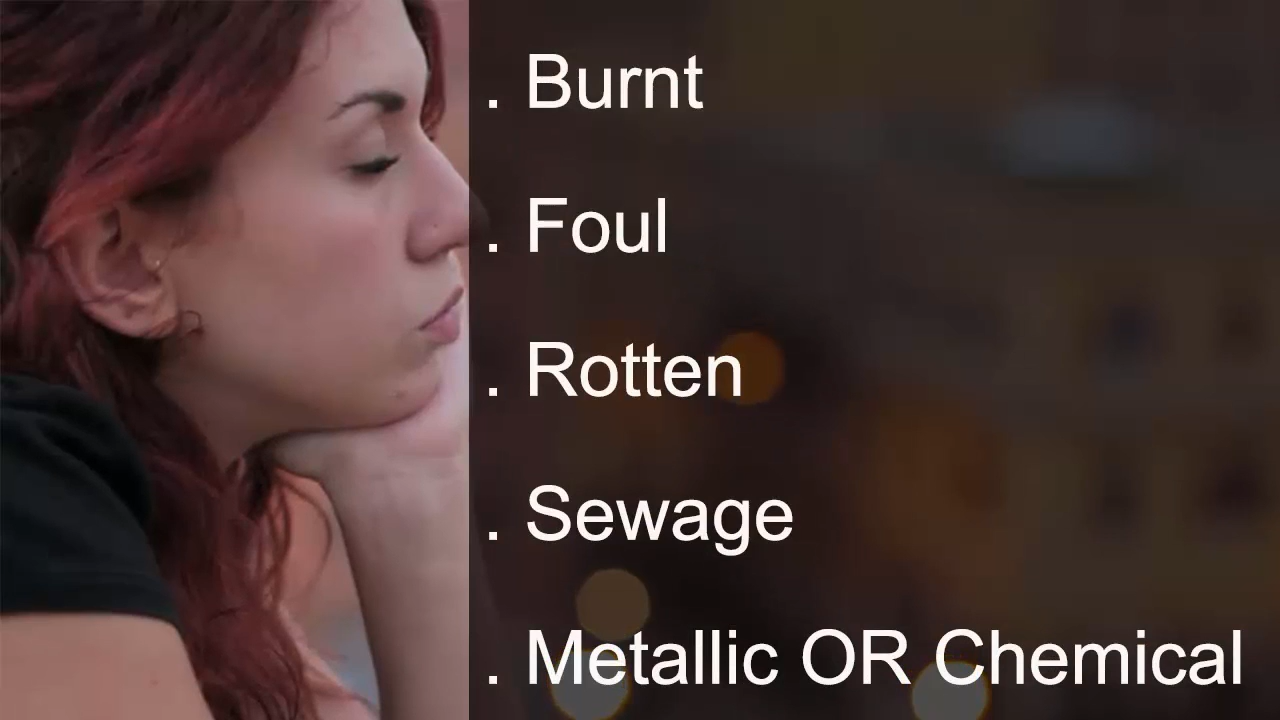 . Burnt
. Foul
. Rotten
. Sewage
. Metallic OR Chemical